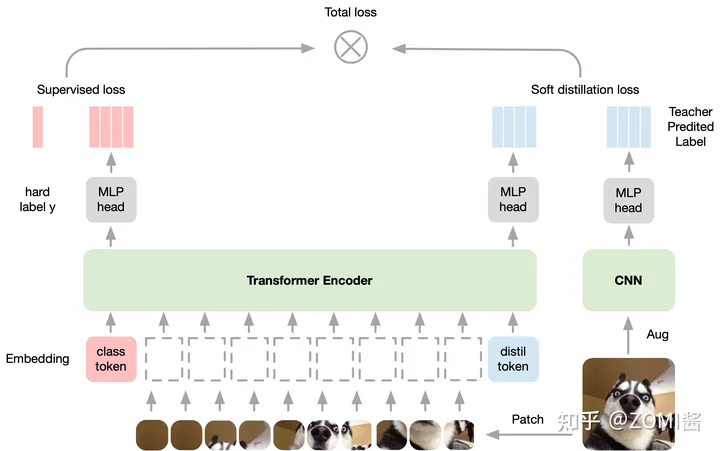 Total loss
Supervised loss
Soft distillation loss
Teacher
Predited
Label
hard
label y
MLP
head
MLP
head
MLP
head
Transformer Encoder
CNN
Embedding
class
token
distil
token
Aug
Patch
知乎 @ZOMI酱